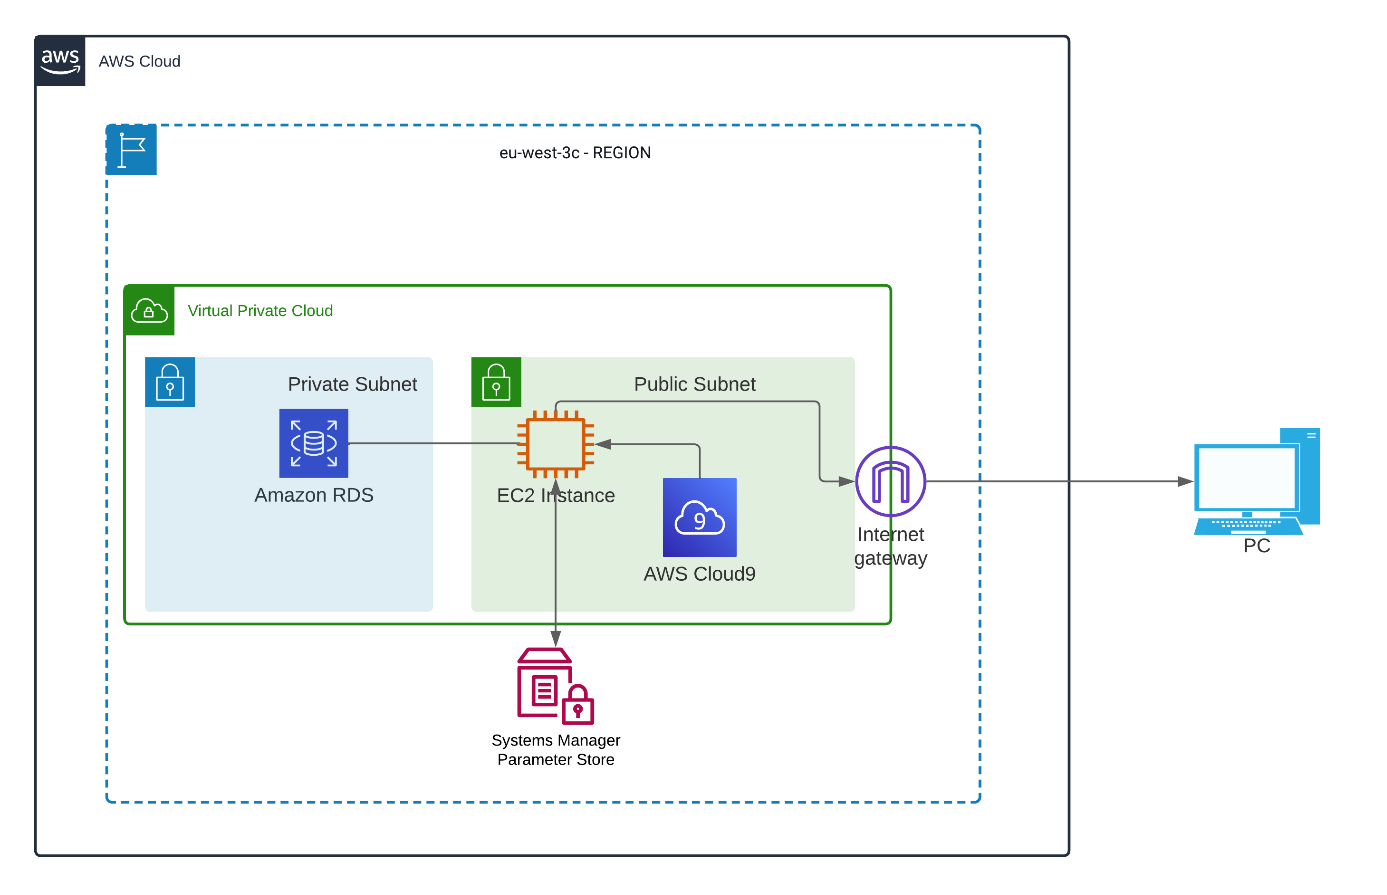 aws
AWS Cloud
eu-west-3c - REGION
Virtual Private Cloud
Private Subnet
Public Subnet
Amazon RDS
EC2 Instance
9
AWS Cloud9
Internet
gateway
PC
Systems Manager
Parameter Store